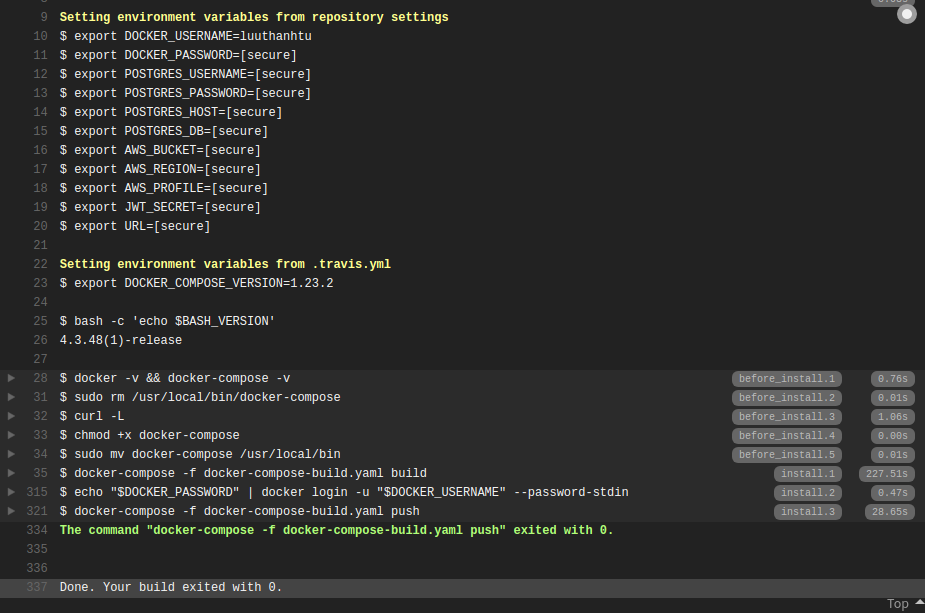 9 Setting environment variables from repository settings
10 $ export DOCKER_USERNAME=luuthanhtu
11 $ export DOCKER_PASSWORD=[secure]
12 $ export POSTGRES_USERNAME=[secure]
13 $ export POSTGRES_PASSWORD=[secure]
14 $ export POSTGRES_HOST=[secure]
15 $ export POSTGRES_DB=[secure]
16 $ export AWS_BUCKET=[secure]
17 $ export AWS_REGION=[secure]
18 $ export AWS_PROFILE=[secure]
19 $ export JWT_SECRET=[secure]
20 $ export URL=[secure]
21
22 Setting environment variables from .travis.yml
23 $ export DOCKER_COMPOSE_VERSION=1.23.2
24
25 $ bash -c 'echo $BASH_VERSION'
26 4.3.48(1)-release
27
28 $ docker -v && docker-compose -v before_install.1 0.76s
31 $ sudo rm /usr/local/bin/docker-compose before_install.2 0.01s
32 $ curl -L before_install.3 1.06s
33 $ chmod +x docker-compose before_install.4 0.00s
34 $ sudo mv docker-compose /usr/local/bin before_install.5 0.01s
35 $ docker-compose -f docker-compose-build.yaml build install.1 227.51s
315 $ echo "$DOCKER_PASSWORD" | docker login -u "$DOCKER_USERNAME" --password-stdin install.2 0.47s
321 $ docker-compose -f docker-compose-build.yaml push install.3 28.65s
334 The command "docker-compose -f docker-compose-build.yaml push" exited with 0.
335
336
337 Done. Your build exited with 0.
Top